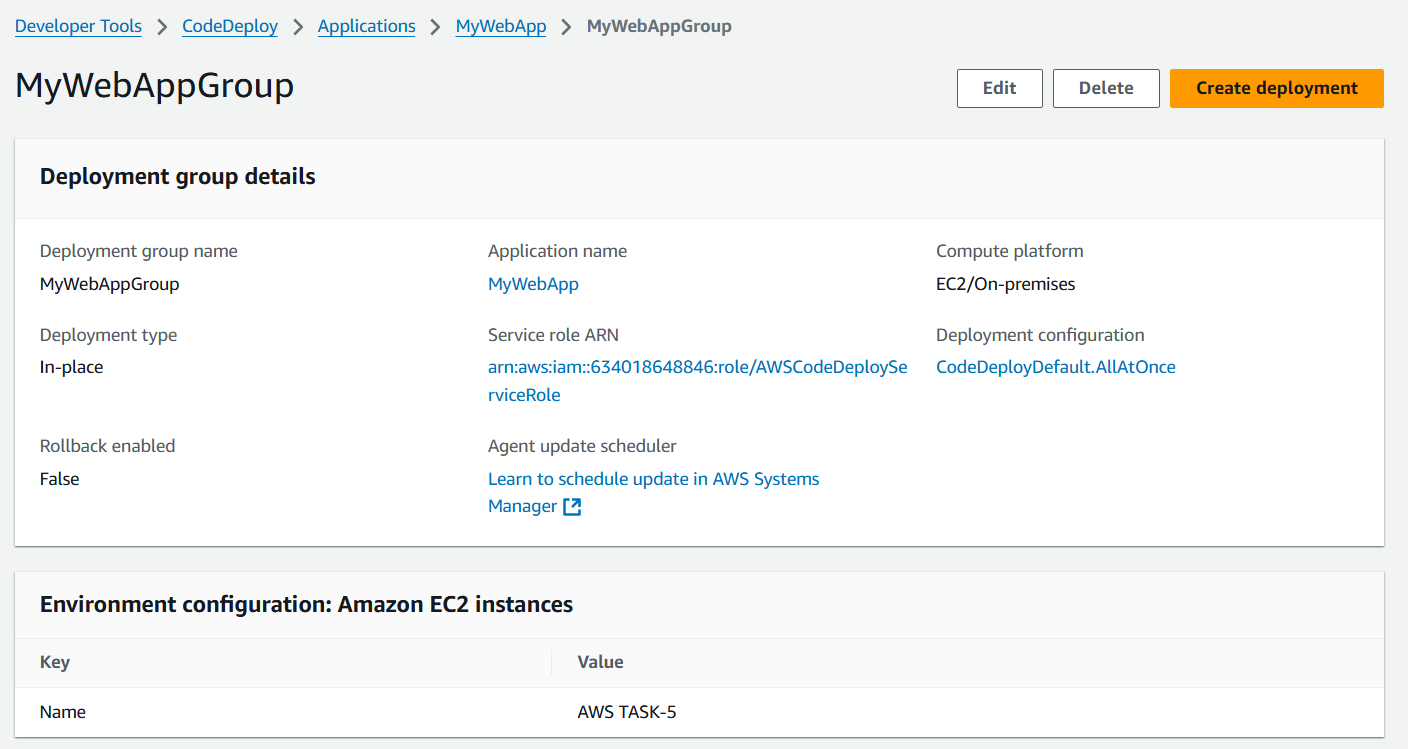 Developer Tools > CodeDeploy > Applications > MyWebApp > MyWebAppGroup
MyWebAppGroup
Edit
Delete
Create deployment
Deployment group details
Deployment group name
MyWebAppGroup
Application name
MyWebApp
Compute platform
EC2/On-premises
Deployment type
In-place
Service role ARN
arn:aws:iam::634018648846:role/AWSCodeDeploySe
rviceRole
Deployment configuration
CodeDeployDefault.AllAtOnce
Rollback enabled
False
Agent update scheduler
Learn to schedule update in AWS Systems
Manager
Environment configuration: Amazon EC2 instances
Key
Value
Name
AWS TASK-5